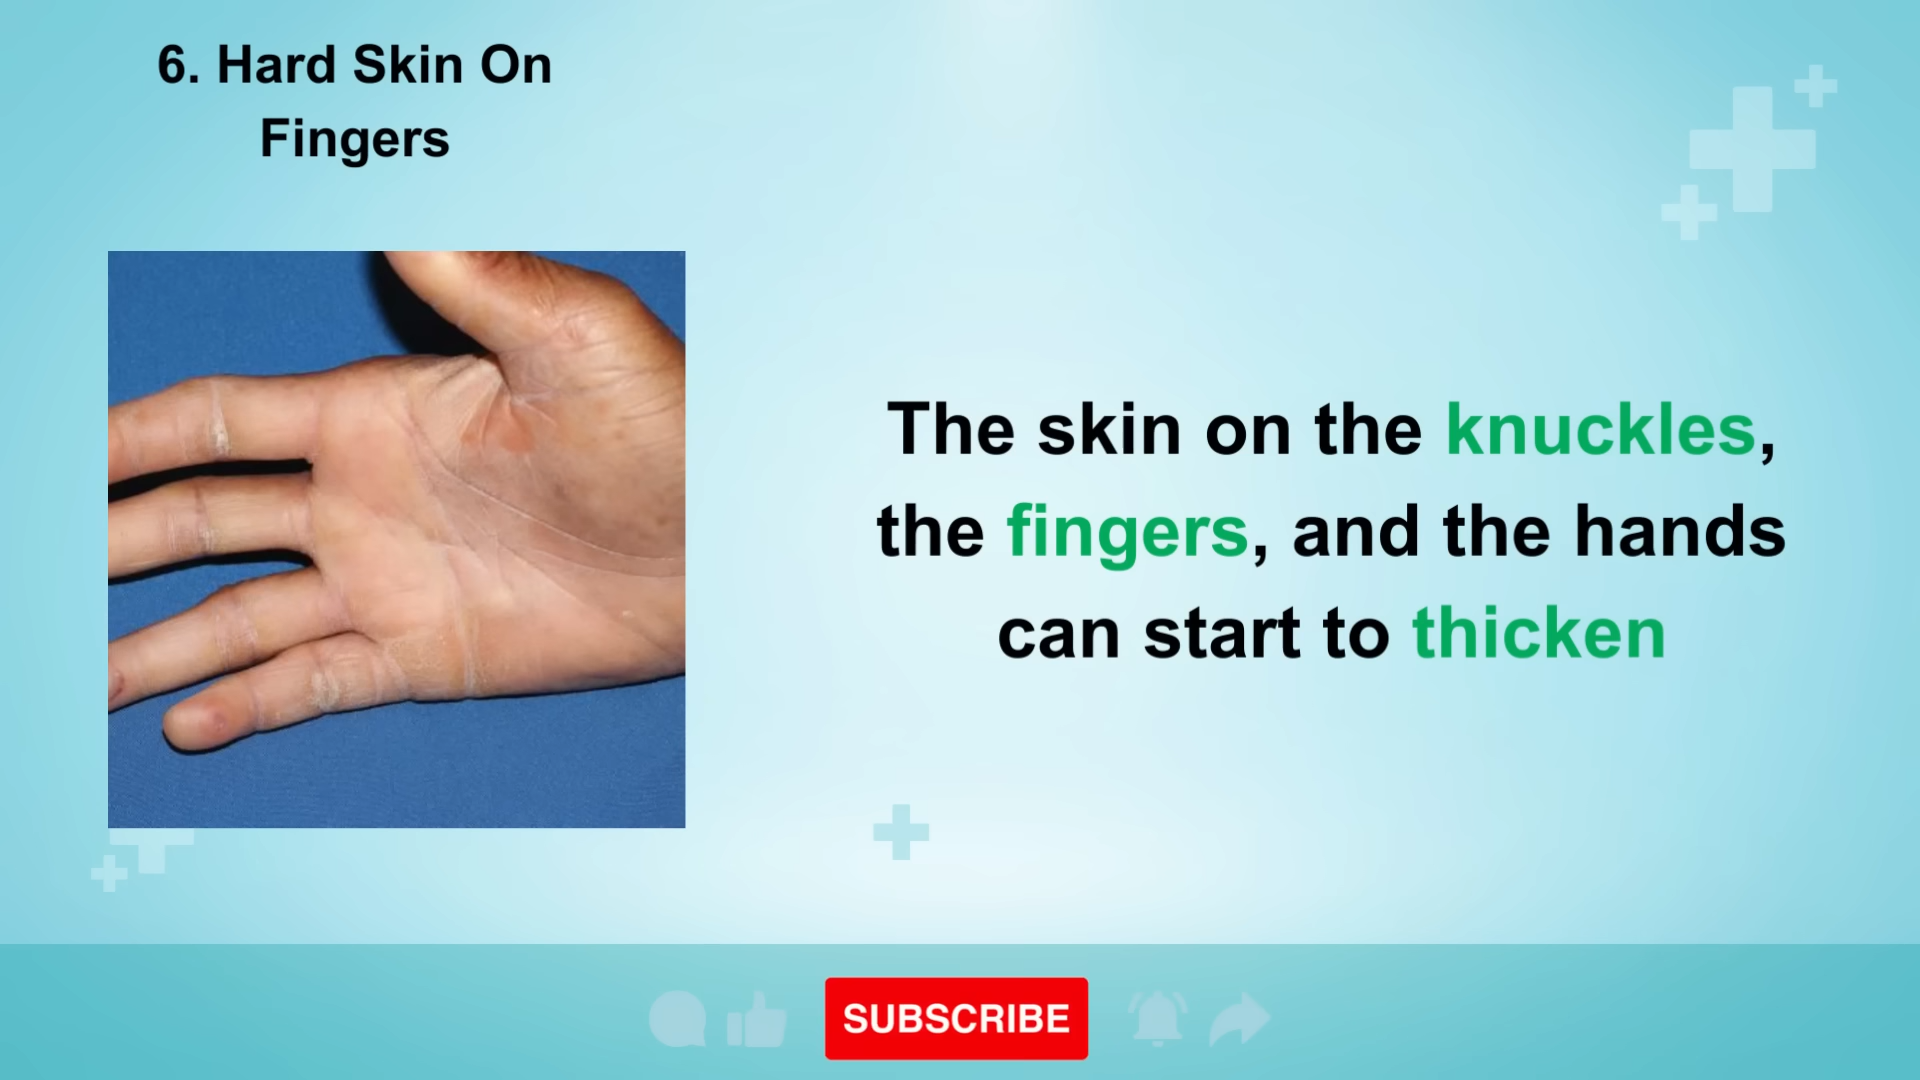 6. Hard Skin On
Fingers
The skin on the knuckles,
the fingers, and the hands
can start to thicken
SUBSCRIBE